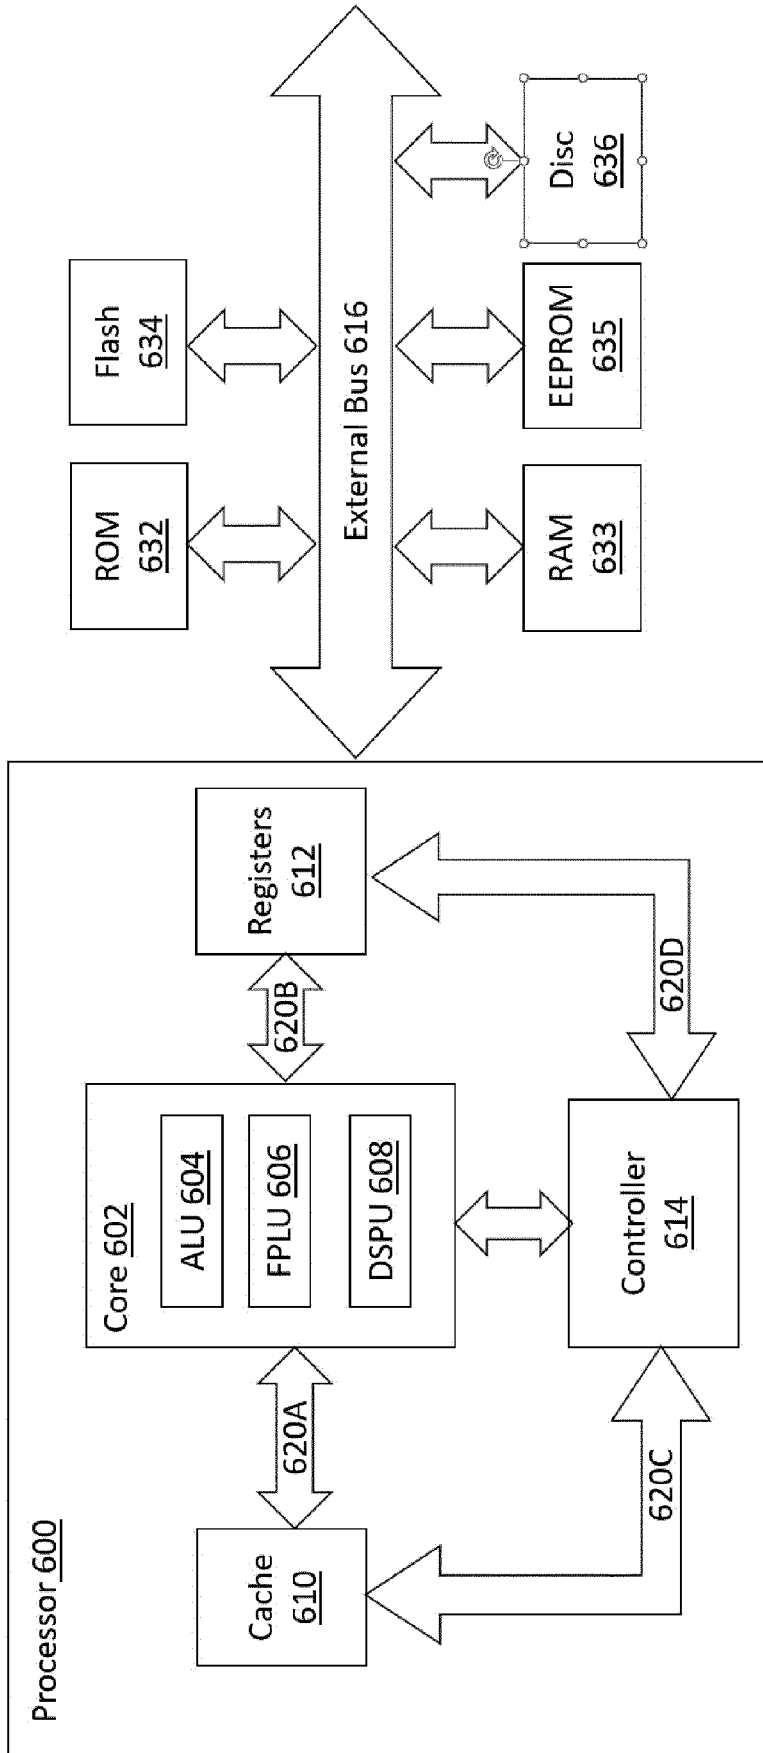 Processor 600
Cache
610
620A
Core 602
ALU 604
FPLU 606
DSPU 608
620B
Registers
612
620C
Controller
614
620D
External Bus 616
ROM
632
Flash
634
RAM
633
EEPROM
635
Disc
636